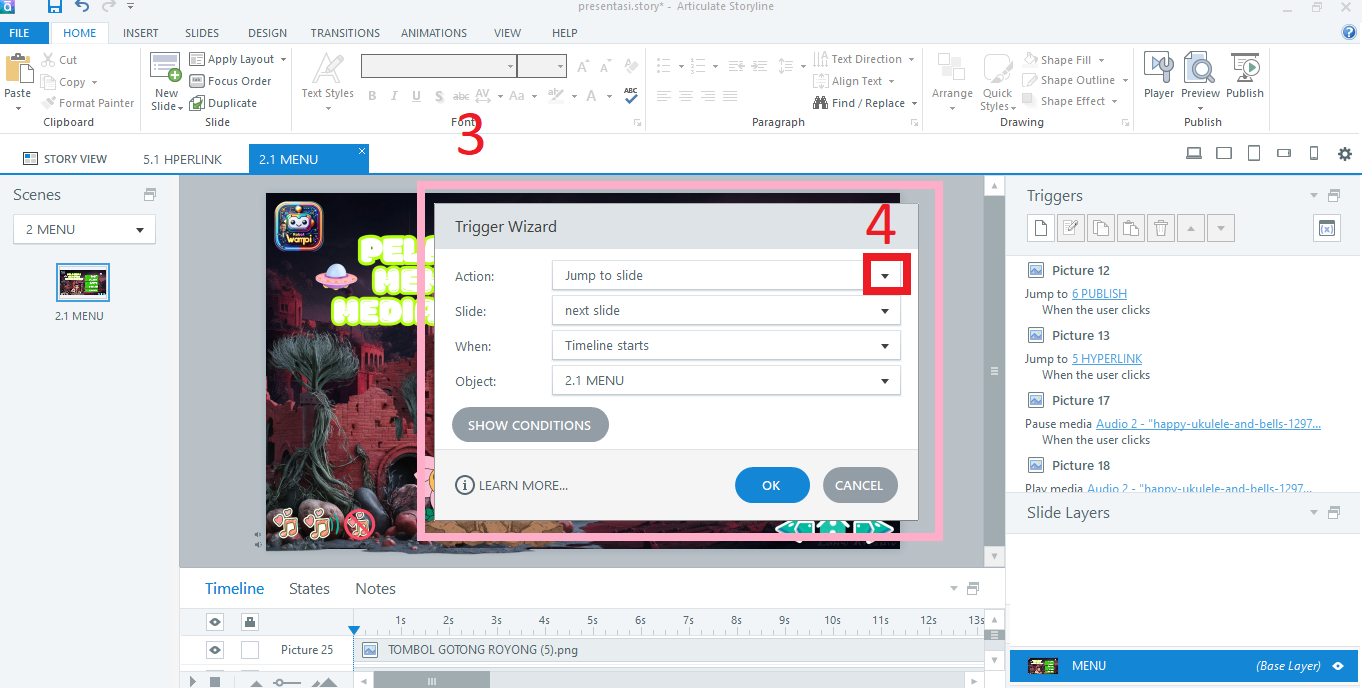 presentasi.story* - Articulate Storyline
FILE HOME INSERT SLIDES DESIGN TRANSITIONS ANIMATIONS VIEW HELP
Paste
Cut
Copy
Format Painter
Clipboard
New
Slide
Apply Layout
Focus Order
Duplicate
Slide
Text Styles
B I U S abc AV Aa ab A ABC
Font
Text Direction
Align Text
Find / Replace
Paragraph
Arrange
Quick
Styles
Shape Fill
Shape Outline
Shape Effect
Drawing
Player
Preview
Publish
Publish
3
STORY VIEW
5.1 HPERLINK
2.1 MENU
Scenes
2 MENU
2.1 MENU
Robot
Wampi
4
Trigger Wizard
Action: Jump to slide
Slide: next slide
When: Timeline starts
Object: 2.1 MENU
SHOW CONDITIONS
LEARN MORE...
OK
CANCEL
Triggers
Picture 12
Jump to 6 PUBLISH
When the user clicks
Picture 13
Jump to 5 HYPERLINK
When the user clicks
Picture 17
Pause media Audio 2 - "happy-ukulele-and-bells-1297...
When the user clicks
Picture 18
Play media Audio 2 - "happy-ukulele-and-bells-1297...
Slide Layers
MENU (Base Layer)
Timeline States Notes
1s 2s 3s 4s 5s 6s 7s 8s 9s 10s 11s 12s 13s
Picture 25
TOMBOL GOTONG ROYONG (5).png